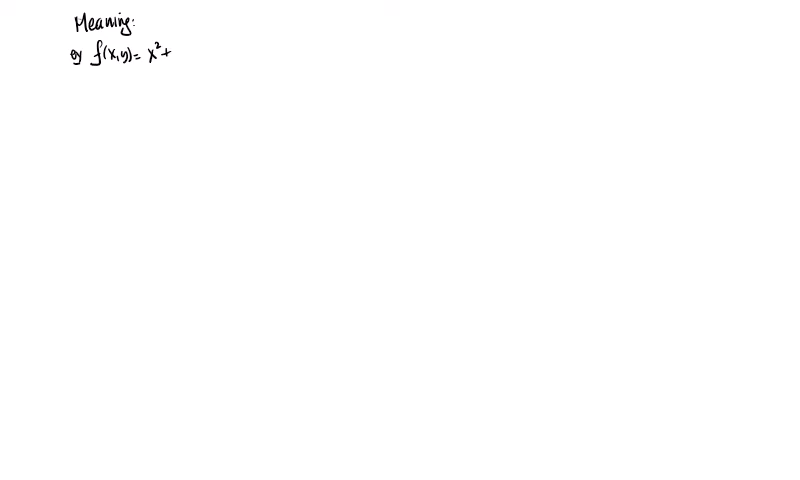 Meaning:
eg f(x,y)= x²+